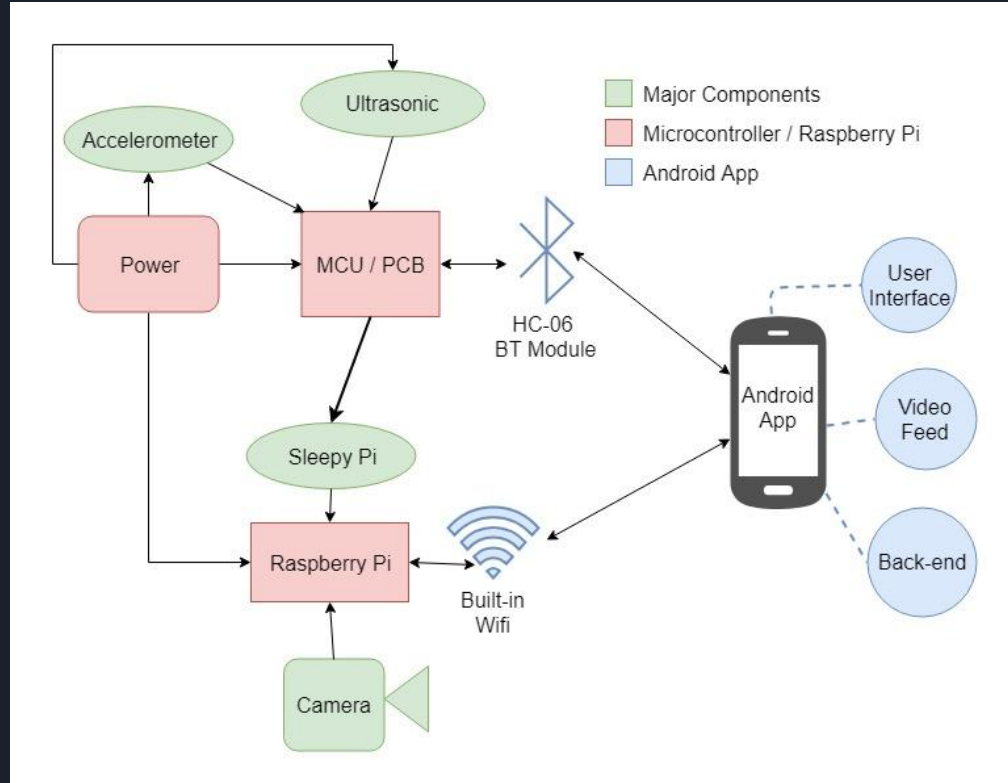 Ultrasonic
Major Components
Accelerometer
Microcontroller / Raspberry Pi
Android App
Power
MCU / PCB
User
Interface
HC-06
BT Module
Android
App
Video
Feed
Sleepy Pi
Raspberry Pi
Back-end
Built-in
Wifi
Camera